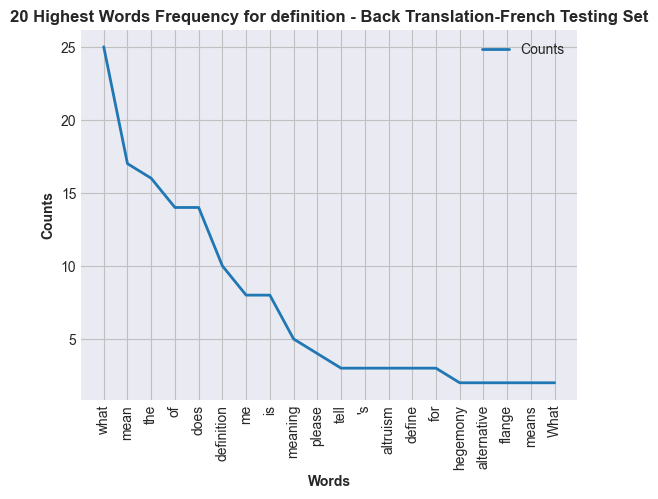 20 Highest Words Frequency for definition - Back Translation-French Testing Set
Counts
25
20
15
10
5
Counts
what
mean
the
of
does
definition
me
is
meaning
please
tell
's
altruism
define
for
hegemony
alternative
flange
means
What
Words